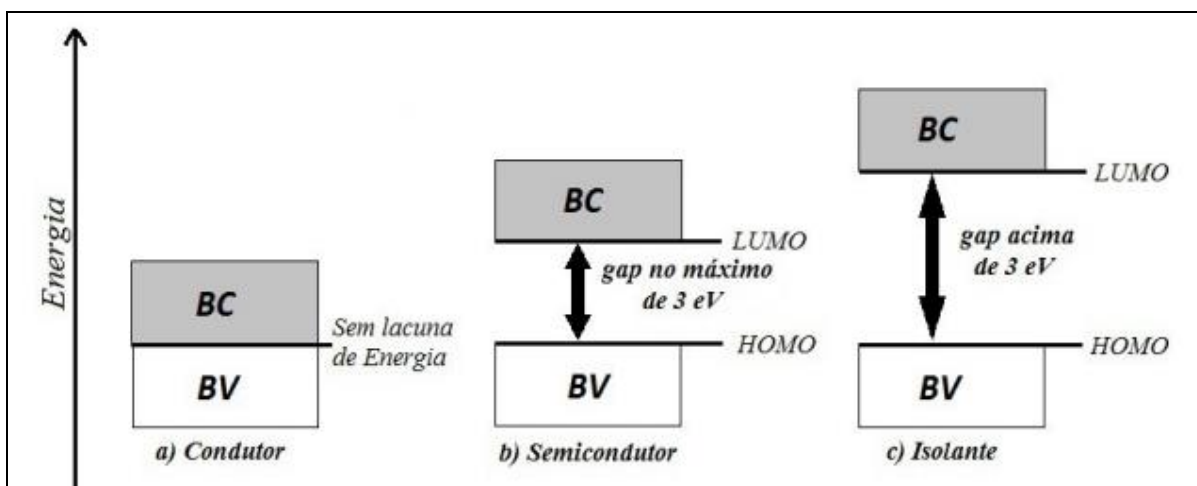 Energia
BC
Sem lacuna
de Energia
BV
a) Condutor
BC
LUMO
gap no máximo
de 3 eV
HOMO
BV
b) Semicondutor
BC
LUMO
gap acima
de 3 eV
HOMO
BV
c) Isolante